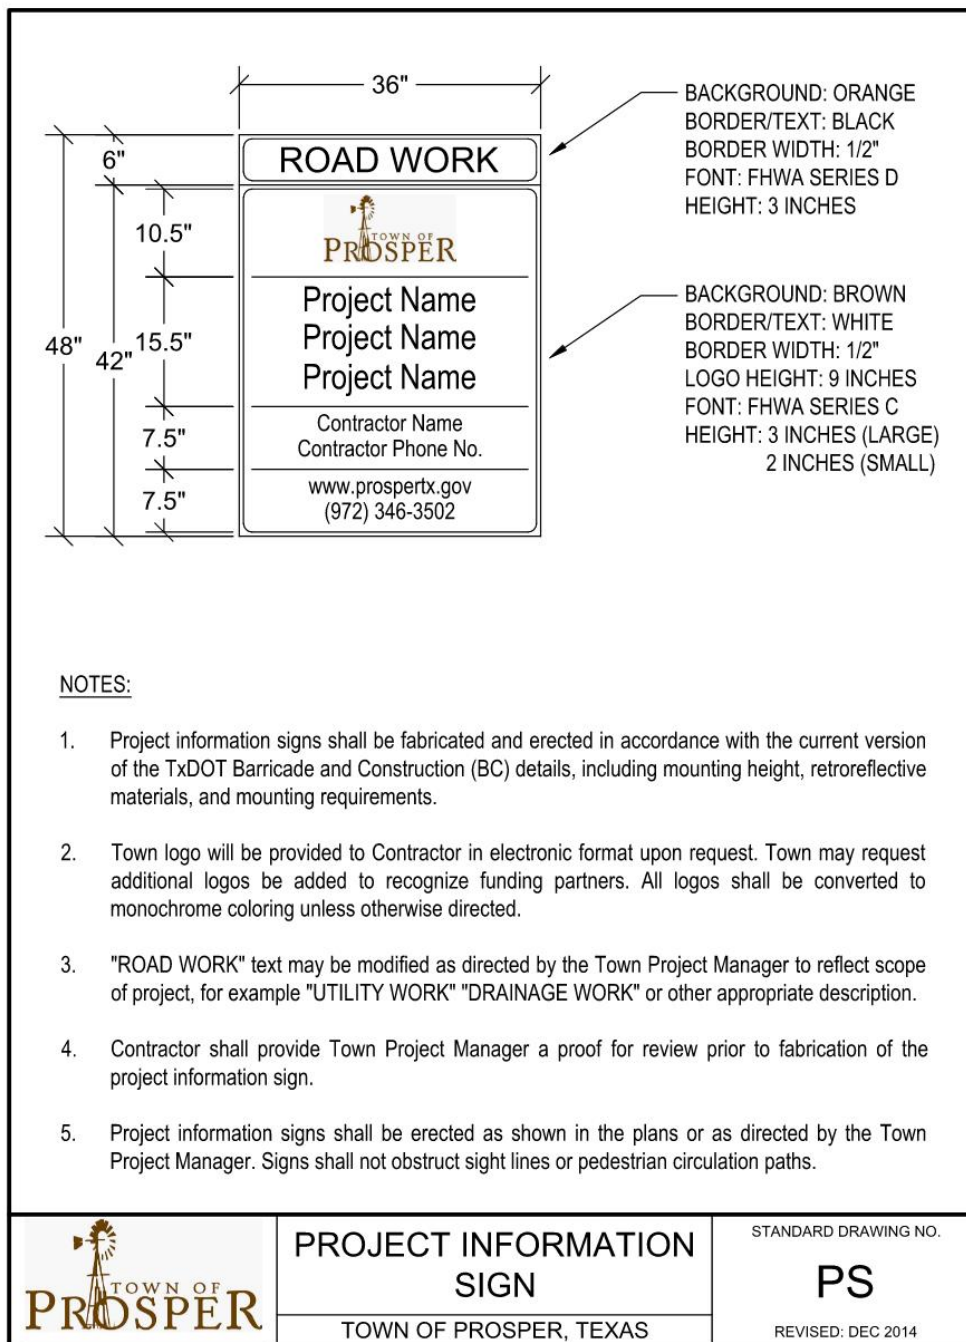 36"
BACKGROUND: ORANGE
BORDER/TEXT: BLACK
BORDER WIDTH: 1/2"
FONT: FHWA SERIES D
HEIGHT: 3 INCHES
6"
ROAD WORK
10.5"
TOWN OF
PROSPER
BACKGROUND: BROWN
BORDER/TEXT: WHITE
BORDER WIDTH: 1/2"
LOGO HEIGHT: 9 INCHES
FONT: FHWA SERIES C
HEIGHT: 3 INCHES (LARGE)
2 INCHES (SMALL)
48"
42"
15.5"
Project Name
Project Name
Project Name
7.5"
Contractor Name
Contractor Phone No.
7.5"
www.prospertx.gov
(972) 346-3502
NOTES:
1. Project information signs shall be fabricated and erected in accordance with the current version
of the TxDOT Barricade and Construction (BC) details, including mounting height, retroreflective
materials, and mounting requirements.
2. Town logo will be provided to Contractor in electronic format upon request. Town may request
additional logos be added to recognize funding partners. All logos shall be converted to
monochrome coloring unless otherwise directed.
3. "ROAD WORK" text may be modified as directed by the Town Project Manager to reflect scope
of project, for example "UTILITY WORK" "DRAINAGE WORK" or other appropriate description.
4. Contractor shall provide Town Project Manager a proof for review prior to fabrication of the
project information sign.
5. Project information signs shall be erected as shown in the plans or as directed by the Town
Project Manager. Signs shall not obstruct sight lines or pedestrian circulation paths.
TOWN OF
PROSPER
PROJECT INFORMATION
SIGN
TOWN OF PROSPER, TEXAS
STANDARD DRAWING NO.
PS
REVISED: DEC 2014